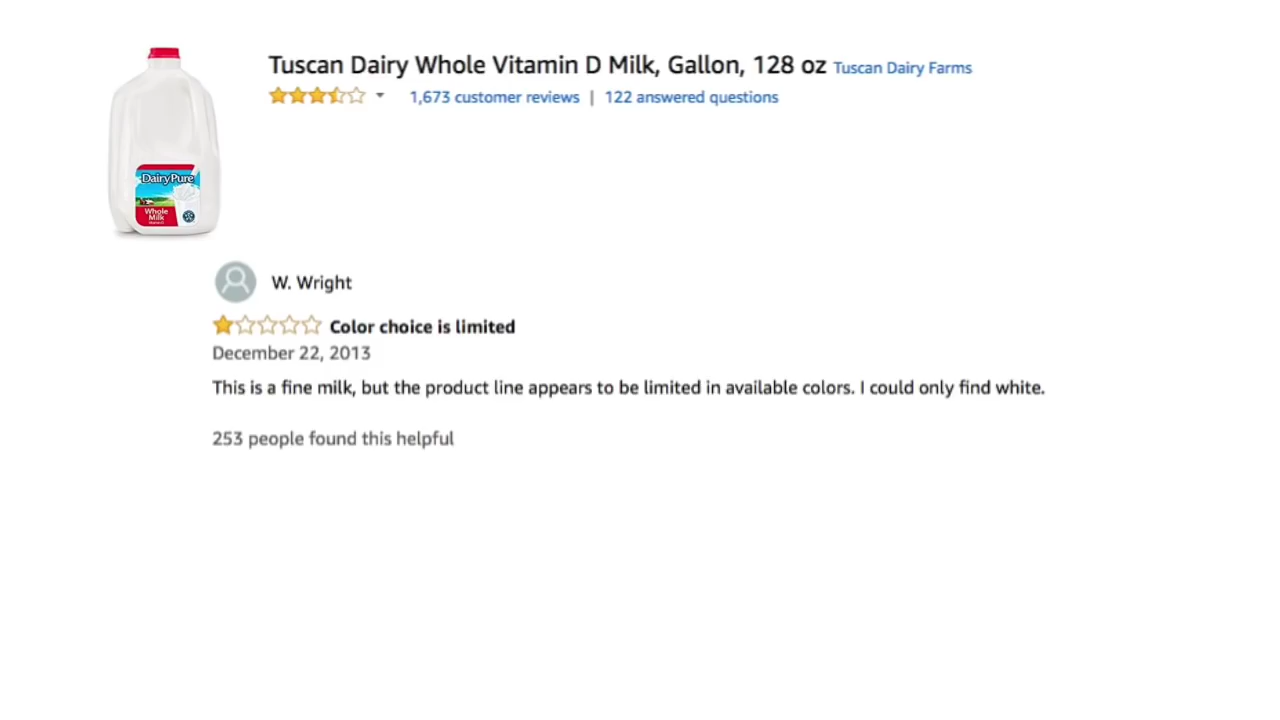 Tuscan Dairy Whole Vitamin D Milk, Gallon, 128 oz Tuscan Dairy Farms
1,673 customer reviews | 122 answered questions
DairyPure
Whole
Milk
W. Wright
Color choice is limited
December 22, 2013
This is a fine milk, but the product line appears to be limited in available colors. I could only find white.
253 people found this helpful